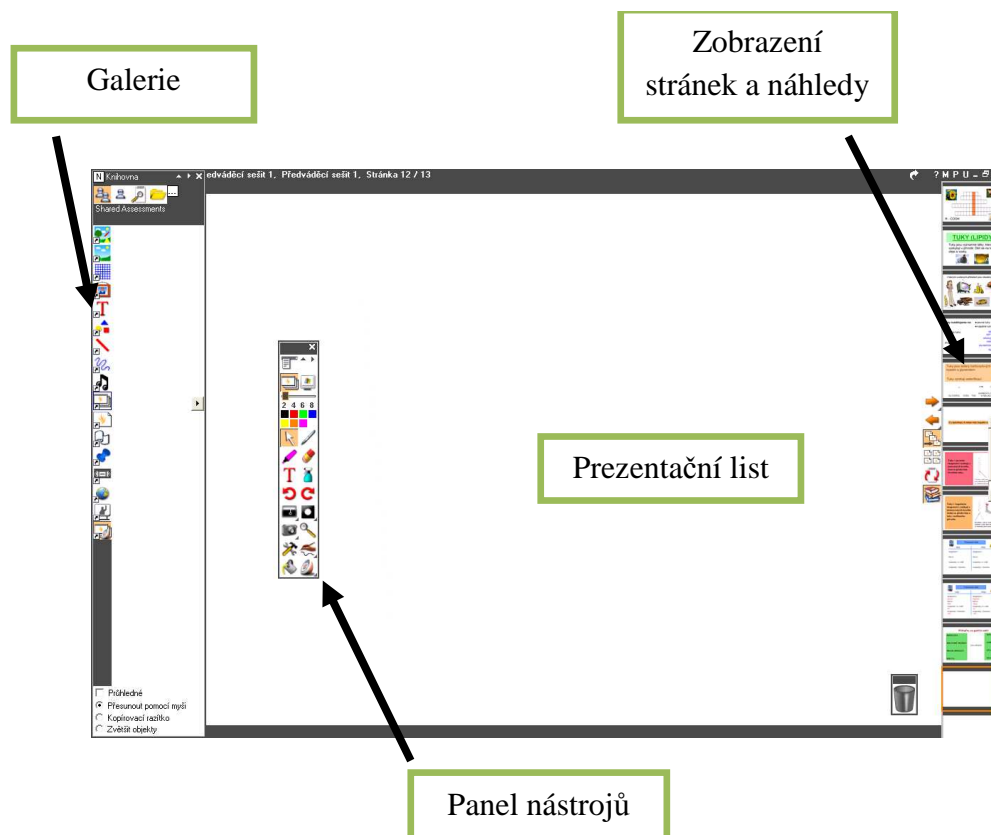 Galerie
Zobrazení
stránek a náhledy
N Knihovna
edváděcí sešit 1, Předváděcí sešit 1, Stránka 12 / 13
? M P U
Shared Assessments
TUKY (LIPIDY
2 4 6 8
T
T
Prezentační list
Průhledné
Přesunout pomocí myši
Kopírovací razítko
Zvětšit objekty
Panel nástrojů